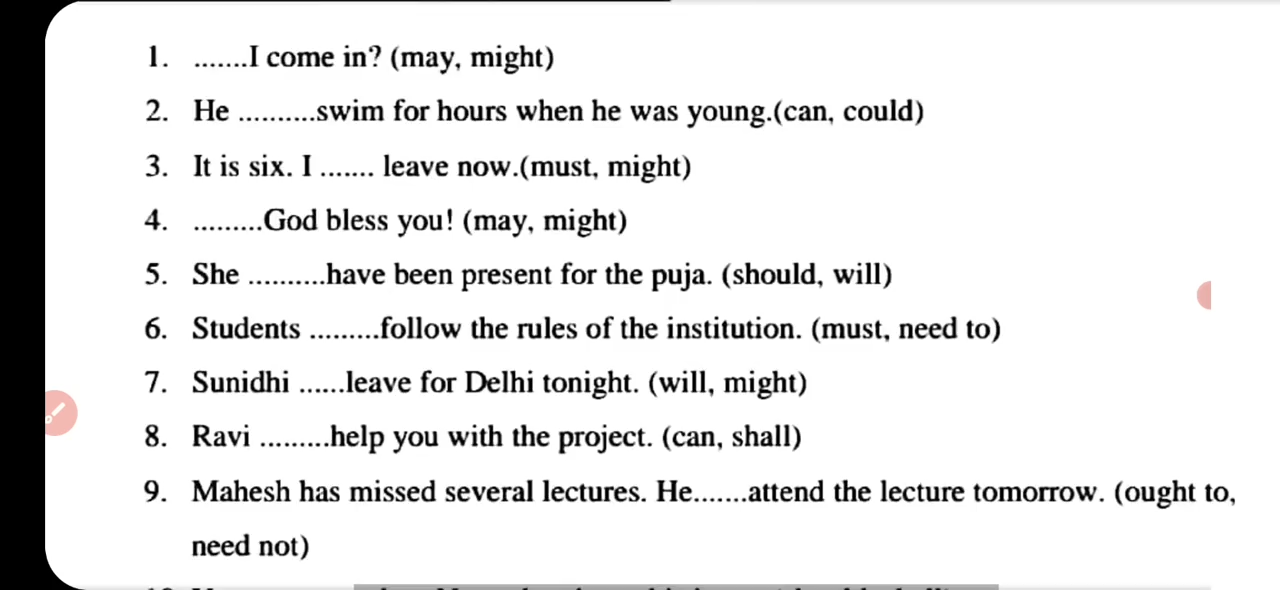 1. .......I come in? (may, might)
2. He ..........swim for hours when he was young.(can, could)
3. It is six. I ....... leave now.(must, might)
4. .........God bless you! (may, might)
5. She ..........have been present for the puja. (should, will)
6. Students .........follow the rules of the institution. (must, need to)
7. Sunidhi ......leave for Delhi tonight. (will, might)
8. Ravi .........help you with the project. (can, shall)
9. Mahesh has missed several lectures. He.......attend the lecture tomorrow. (ought to,
need not)